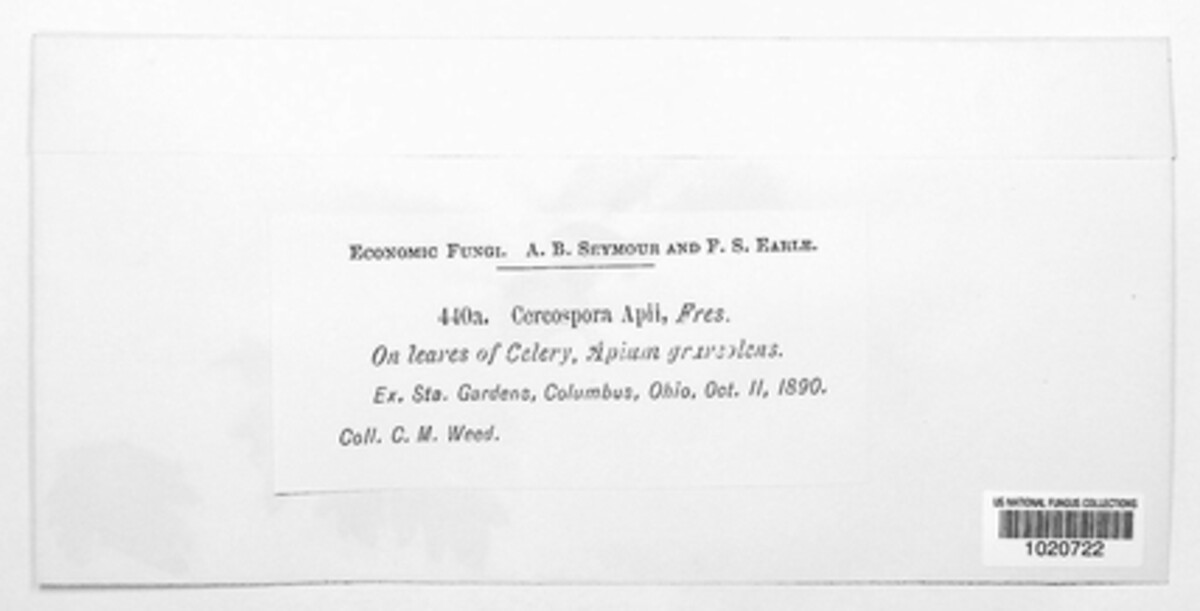 ECONOMIC FUNGI. A. B. SEYMOUR AND F. S. EARLE.
440a. Cercospora Apii, Fres.
On leaves of Celery, Apium graveolens.
Ex. Sta. Gardens, Columbus, Ohio, Oct. 11, 1890.
Coll. C. M. Weed.
US NATIONAL FUNGUS COLLECTIONS
1020722